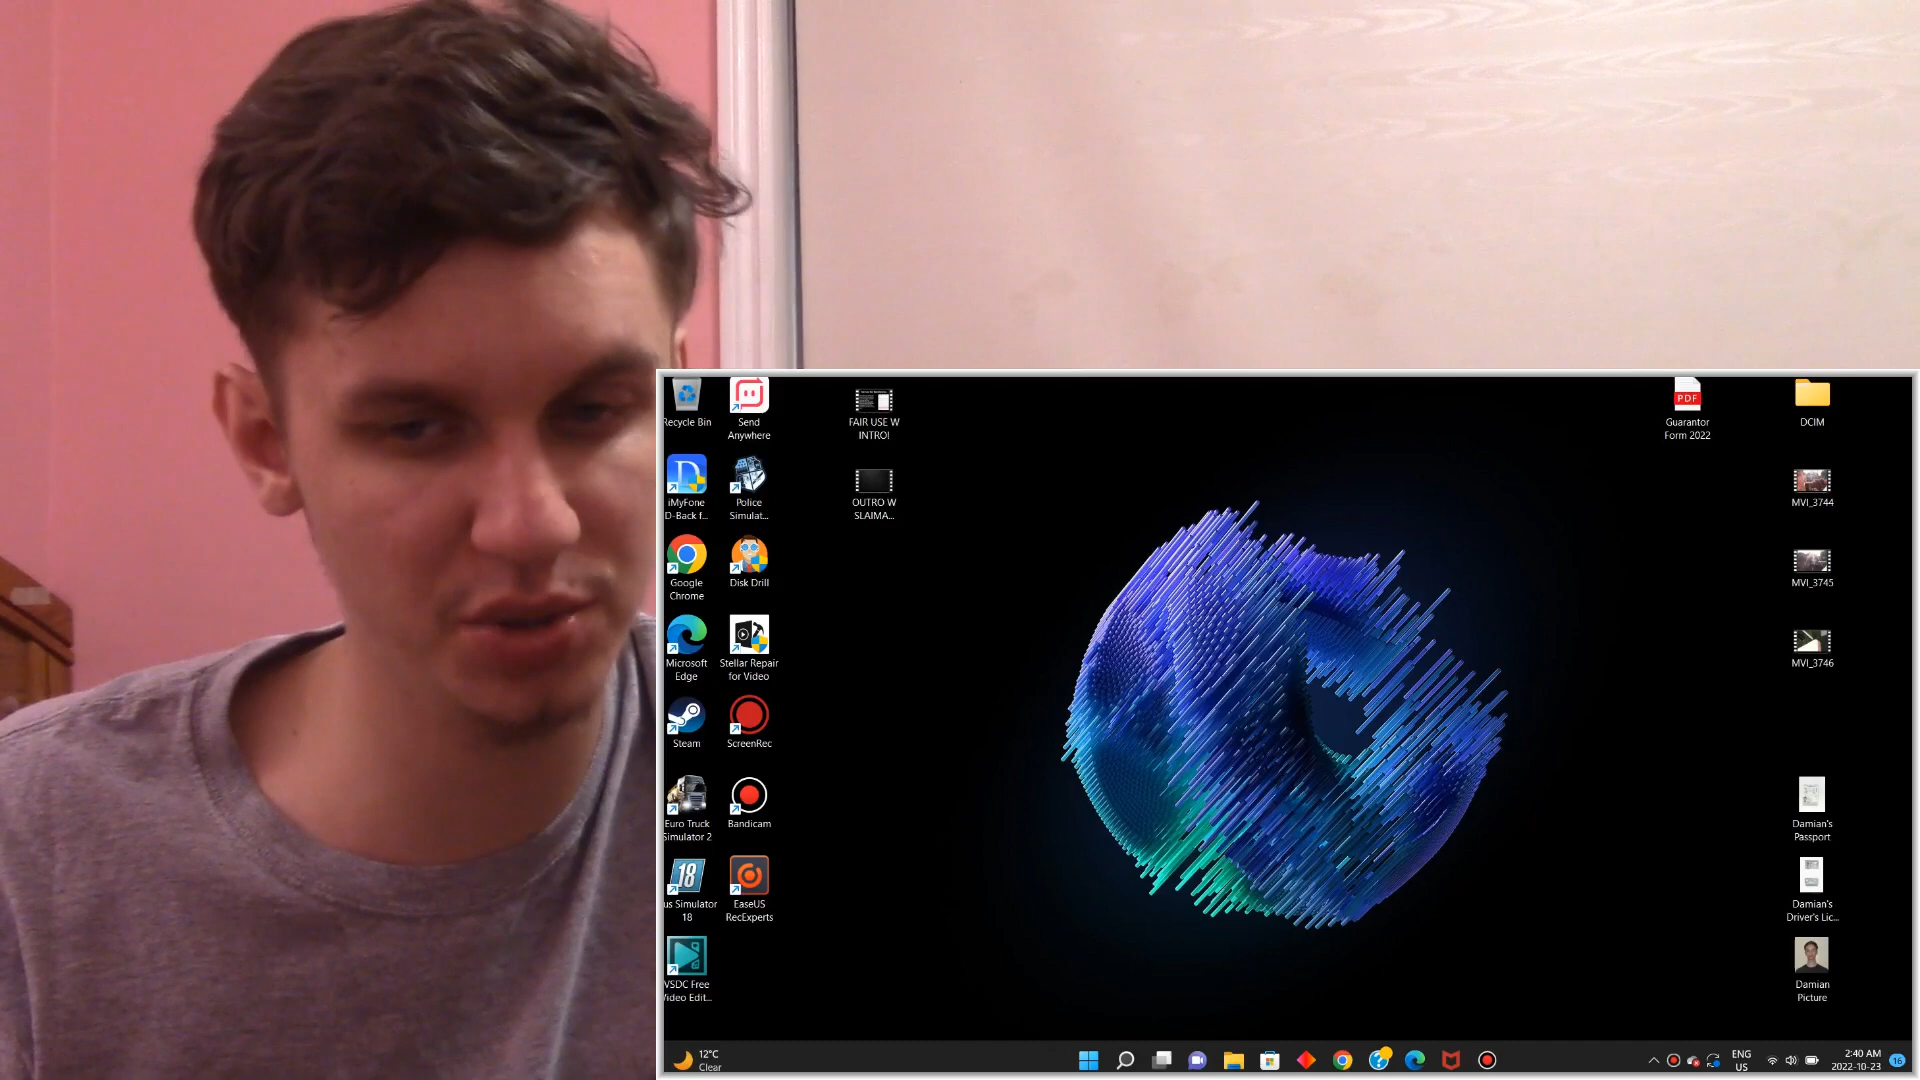 Recycle Bin
Send
Anywhere
FAIR USE W
INTRO!
PDF
Guarantor
Form 2022
DCIM
iMyFone
D-Back f...
Police
Simulat...
OUTRO W
SLAIMA...
MVI_3744
Google
Chrome
Disk Drill
MVI_3745
Microsoft
Edge
Stellar Repair
for Video
MVI_3746
Steam
ScreenRec
Euro Truck
Simulator 2
Bandicam
Damian's
Passport
18
us Simulator
18
EaseUS
RecExperts
Damian's
Driver's Lic...
VSDC Free
Video Edit...
Damian
Picture
12°C
Clear
ENG
US
2:40 AM
2022-10-23
16